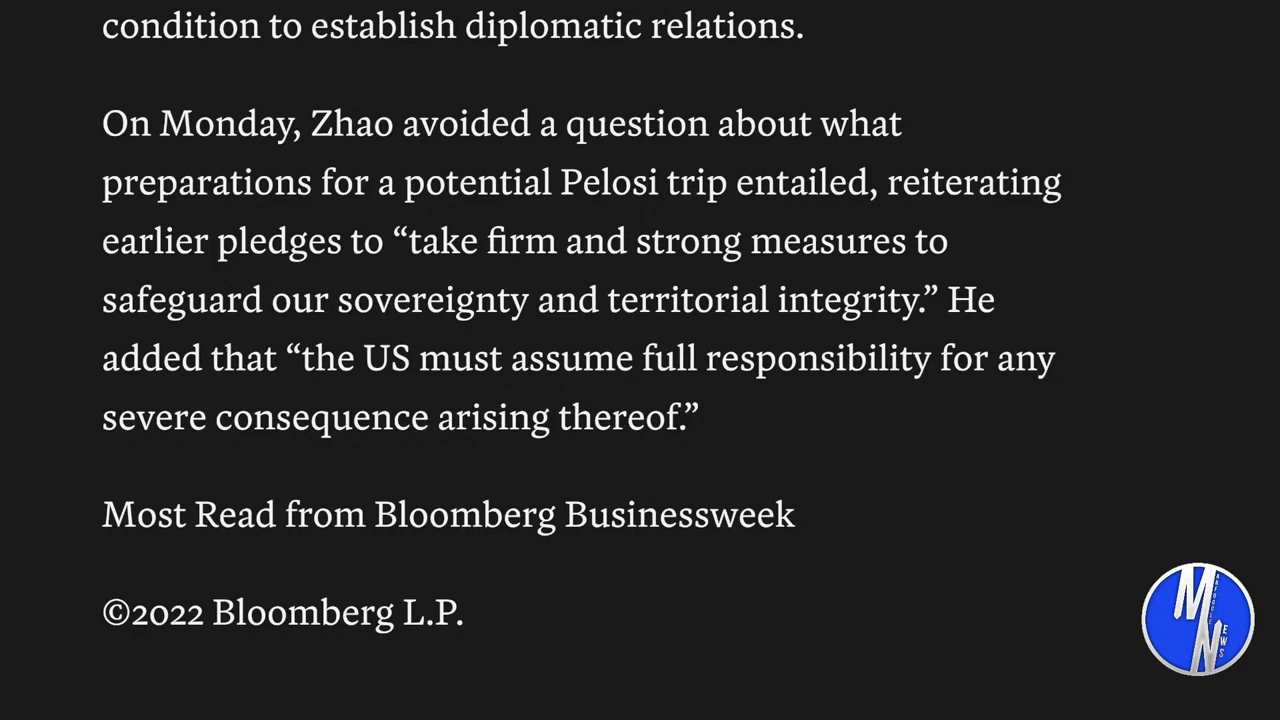 condition to establish diplomatic relations.
On Monday, Zhao avoided a question about what
preparations for a potential Pelosi trip entailed, reiterating
earlier pledges to “take firm and strong measures to
safeguard our sovereignty and territorial integrity.” He
added that “the US must assume full responsibility for any
severe consequence arising thereof.”
Most Read from Bloomberg Businessweek
©2022 Bloomberg L.P.
M
N
EWS